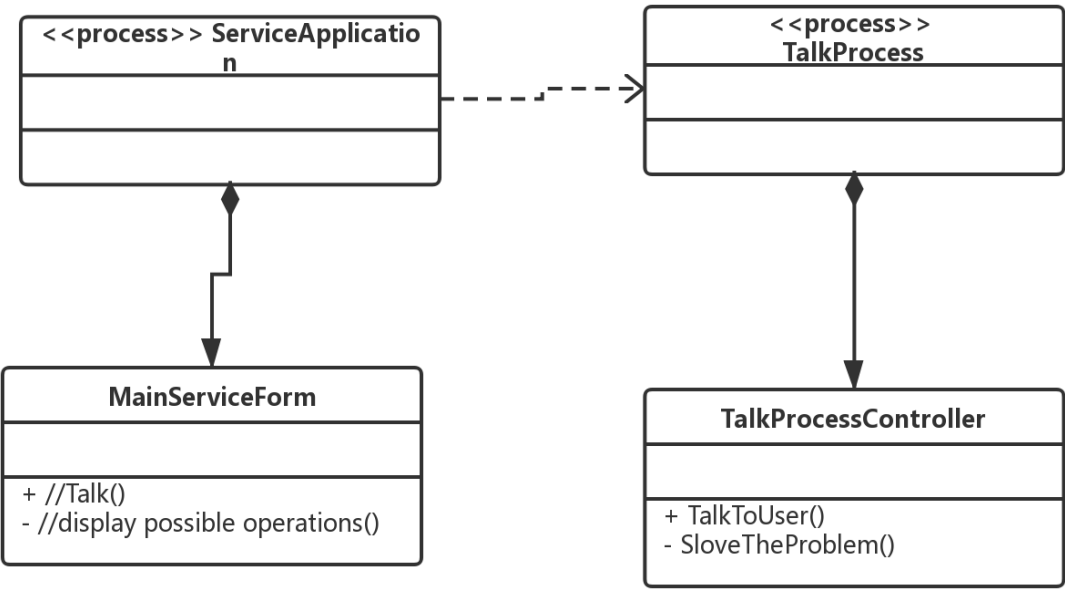 <<process>> ServiceApplicatio
n
<<process>>
TalkProcess
MainServiceForm
+ //Talk()
- //display possible operations()
TalkProcessController
+ TalkToUser()
- SloveTheProblem()